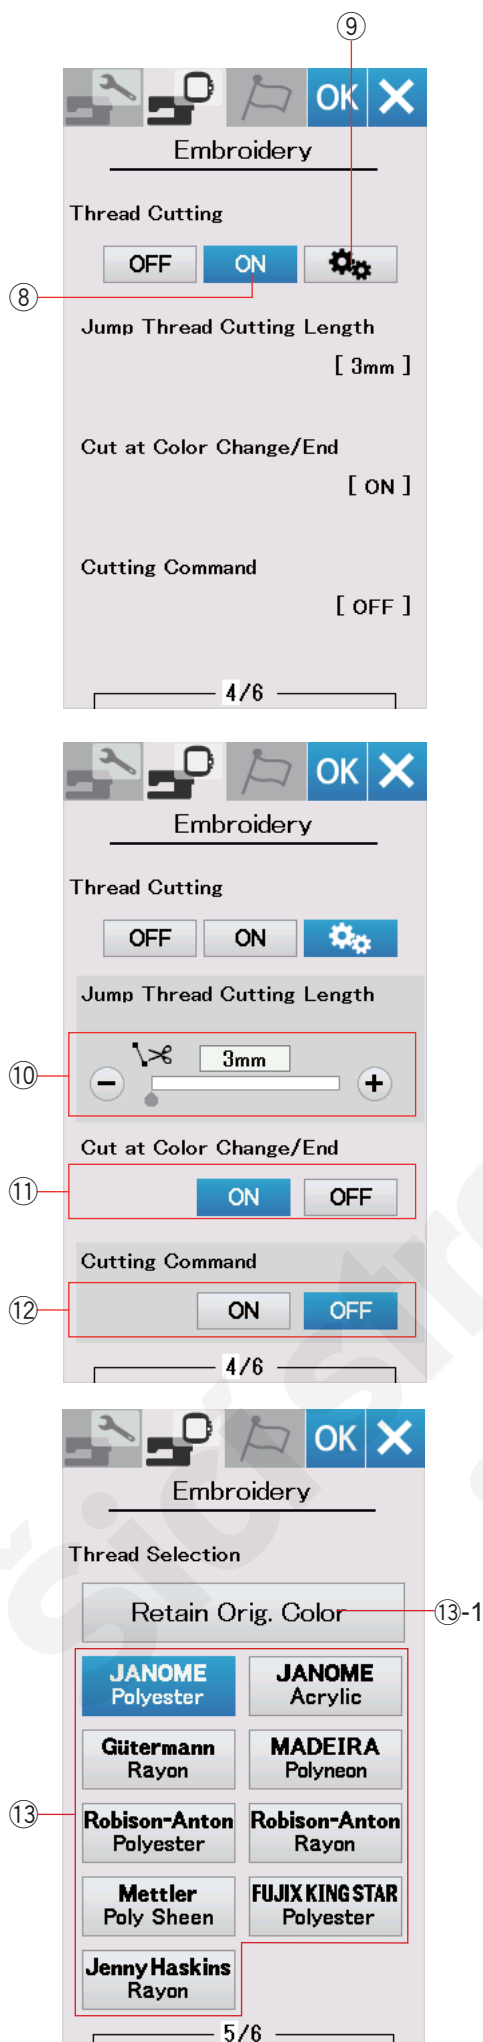 ⑨
OK
Embroidery
Thread Cutting
OFF ON
⑧
Jump Thread Cutting Length
[ 3mm ]
Cut at Color Change/End
[ ON ]
Cutting Command
[ OFF ]
4/6
OK
Embroidery
Thread Cutting
OFF ON
Jump Thread Cutting Length
3mm
⑩
Cut at Color Change/End
⑪ ON OFF
Cutting Command
⑫ ON OFF
4/6
OK
Embroidery
Thread Selection
Retain Orig. Color ⑬-1
JANOME JANOME
Polyester Acrylic
Gütermann MADEIRA
Rayon Polyneon
⑬ Robison-Anton Robison-Anton
Polyester Rayon
Mettler FUJIX KING STAR
Poly Sheen Polyester
Jenny Haskins
Rayon
5/6